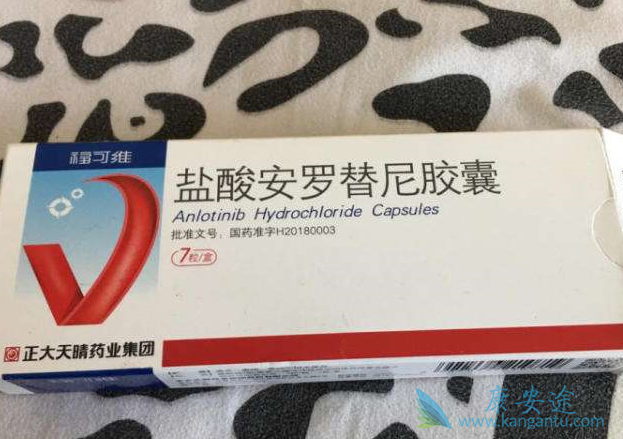 福可维
盐酸安罗替尼胶囊
Anlotinib Hydrochloride Capsules
批准文号：国药准字H20180003
7粒/盒
正大天晴药业集团
康安途
www.kangantu.com